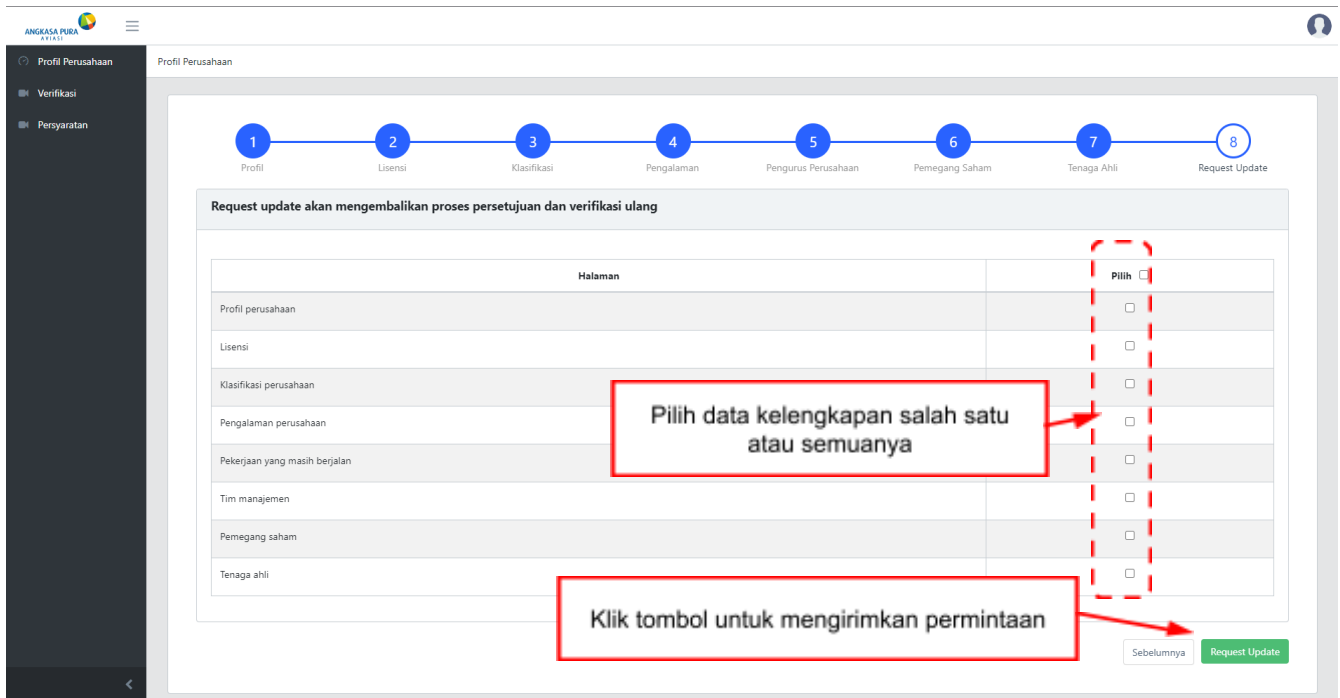 ANGKASA PURA
AVIASI
Profil Perusahaan
Verifikasi
Persyaratan
Profil Perusahaan
1
2
3
4
5
6
7
8
Profil
Lisensi
Klasifikasi
Pengalaman
Pengurus Perusahaan
Pemegang Saham
Tenaga Ahli
Request Update
Request update akan mengembalikan proses persetujuan dan verifikasi ulang
Halaman
Pilih
Profil perusahaan
Lisensi
Klasifikasi perusahaan
Pilih data kelengkapan salah satu
atau semuanya
Pengalaman perusahaan
Pekerjaan yang masih berjalan
Tim manajemen
Pemegang saham
Tenaga ahli
Klik tombol untuk mengirimkan permintaan
Sebelumnya
Request Update